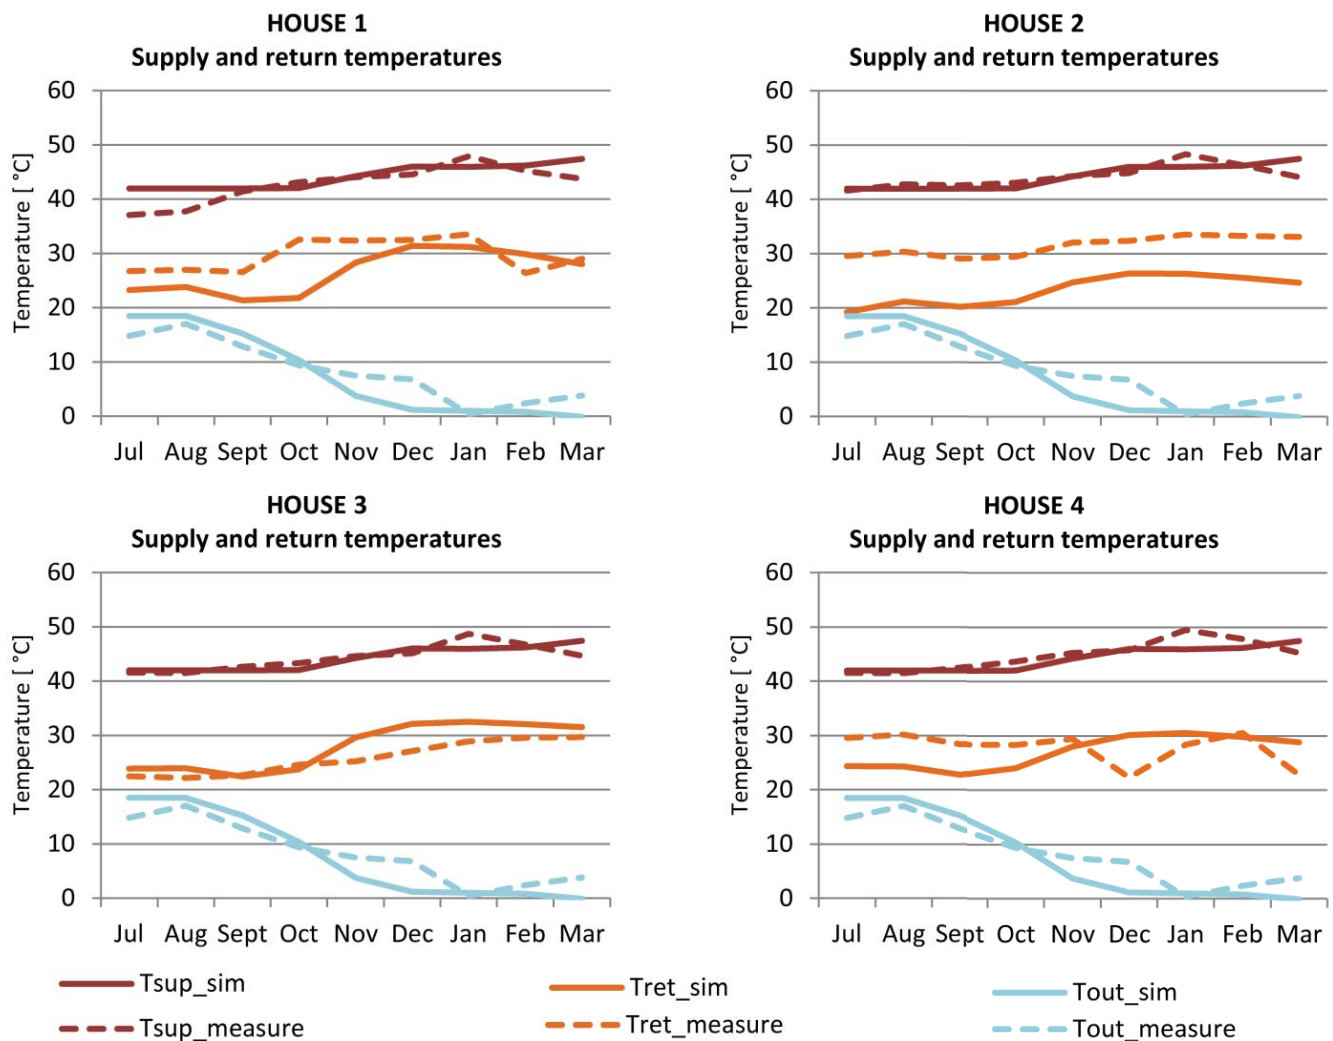 HOUSE 1
Supply and return temperatures
Temperature [ °C]
60
50
40
30
20
10
0
Jul Aug Sept Oct Nov Dec Jan Feb Mar
HOUSE 2
Supply and return temperatures
Temperature [ °C]
60
50
40
30
20
10
0
Jul Aug Sept Oct Nov Dec Jan Feb Mar
HOUSE 3
Supply and return temperatures
Temperature [ °C]
60
50
40
30
20
10
0
Jul Aug Sept Oct Nov Dec Jan Feb Mar
HOUSE 4
Supply and return temperatures
Temperature [ °C]
60
50
40
30
20
10
0
Jul Aug Sept Oct Nov Dec Jan Feb Mar
Tsup_sim
Tret_sim
Tout_sim
Tsup_measure
Tret_measure
Tout_measure